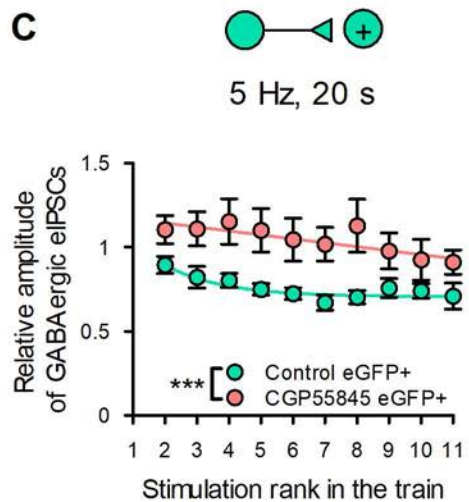 C
+
5 Hz, 20 s
Relative amplitude
of GABAergic eIPSCs
1.5
1
0.5
0
*** Control eGFP+
CGP55845 eGFP+
1 2 3 4 5 6 7 8 9 10 11
Stimulation rank in the train